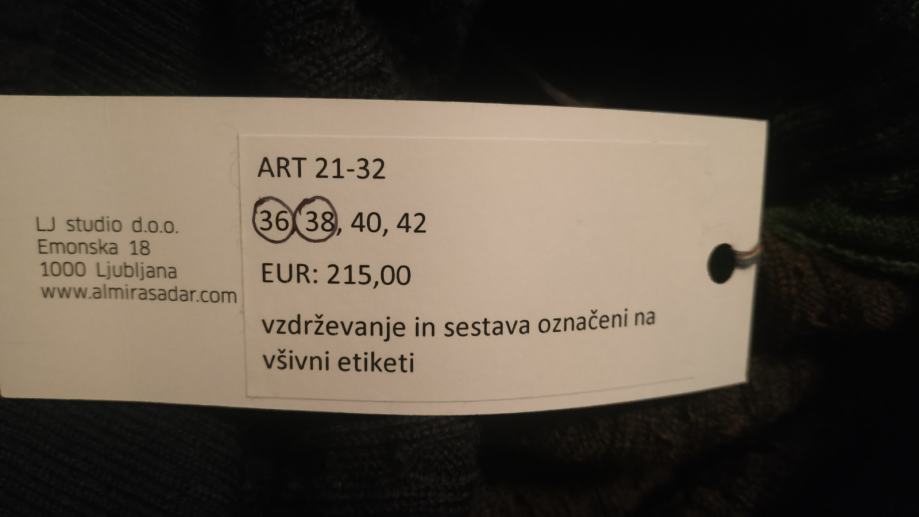 LJ studio d.o.o.
Emonska 18
1000 Ljubljana
www.almirasadar.com
ART 21-32
36, 38, 40, 42
EUR: 215,00
vzdrževanje in sestava označeni na
všivni etiketi